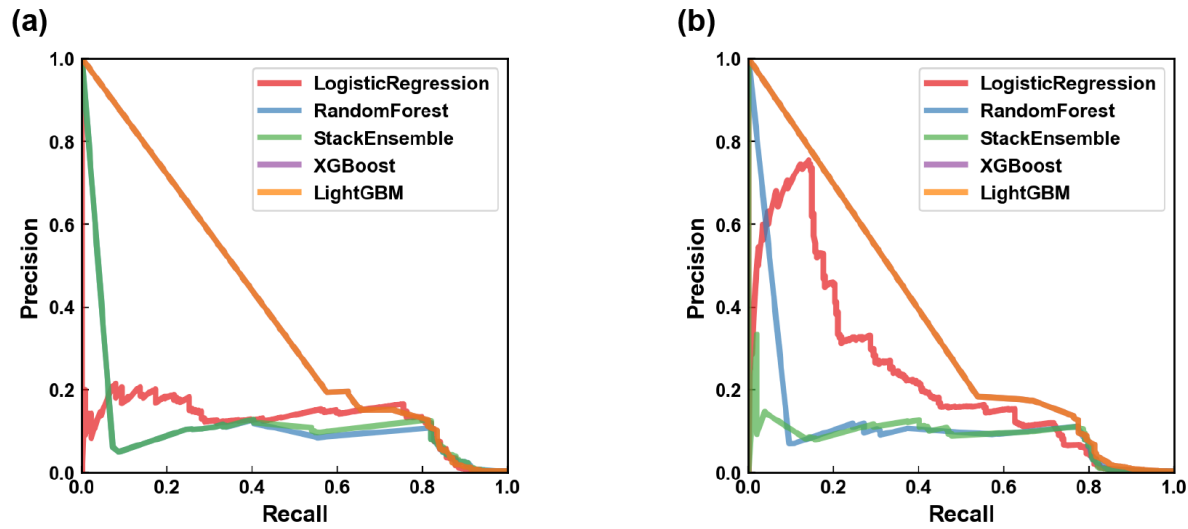 (a)
1.0
0.8
0.6
0.4
0.2
0.0
Precision
LogisticRegression
RandomForest
StackEnsemble
XGBoost
LightGBM
0.0 0.2 0.4 0.6 0.8 1.0
Recall
(b)
1.0
0.8
0.6
0.4
0.2
0.0
Precision
LogisticRegression
RandomForest
StackEnsemble
XGBoost
LightGBM
0.0 0.2 0.4 0.6 0.8 1.0
Recall